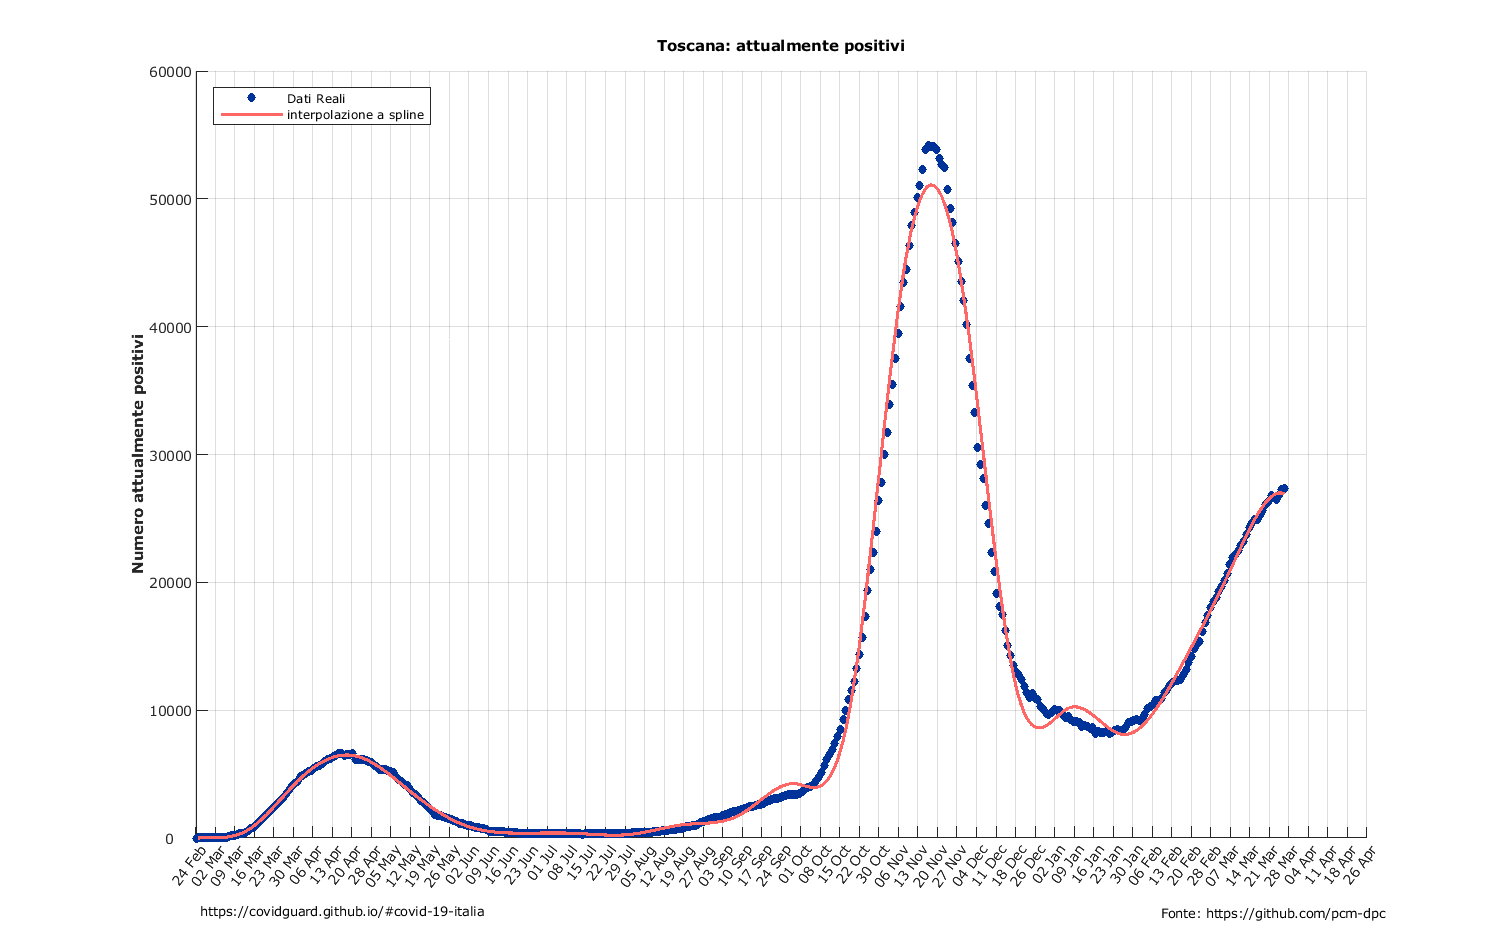 Toscana: attualmente positivi
60000
50000
40000
30000
20000
10000
0
Numero attualmente positivi
Dati Reali
interpolazione a spline
24 Feb
02 Mar
09 Mar
16 Mar
23 Mar
30 Mar
06 Apr
13 Apr
20 Apr
28 Apr
05 May
12 May
19 May
26 May
02 Jun
09 Jun
16 Jun
23 Jun
01 Jul
08 Jul
15 Jul
22 Jul
29 Jul
05 Aug
12 Aug
19 Aug
27 Aug
03 Sep
10 Sep
17 Sep
24 Sep
01 Oct
08 Oct
15 Oct
22 Oct
30 Oct
06 Nov
13 Nov
20 Nov
27 Nov
04 Dec
11 Dec
18 Dec
26 Dec
02 Jan
09 Jan
16 Jan
23 Jan
30 Jan
06 Feb
13 Feb
20 Feb
28 Feb
07 Mar
14 Mar
21 Mar
28 Mar
04 Apr
11 Apr
18 Apr
26 Apr
https://covidguard.github.io/#covid-19-italia
Fonte: https://github.com/pcm-dpc